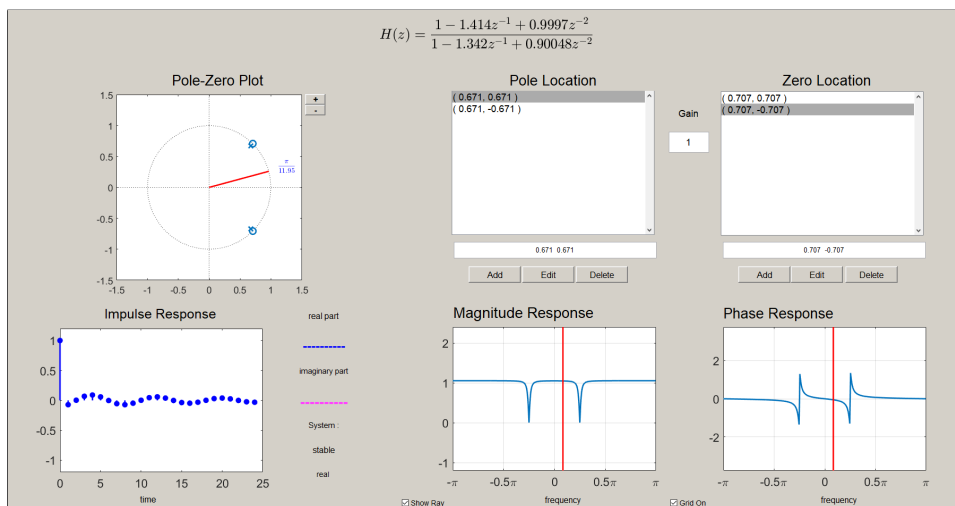 H(z) = \frac{1 - 1.414z^{-1} + 0.9997z^{-2}}{1 - 1.342z^{-1} + 0.90048z^{-2}}
Pole-Zero Plot
1.5
1
0.5
0
-0.5
-1
-1.5
-1.5 -1 -0.5 0 0.5 1 1.5
π
11.95
+
-
Pole Location
( 0.671, 0.671 )
( 0.671, -0.671 )
0.671 0.671
Add Edit Delete
Gain
1
Zero Location
( 0.707, 0.707 )
( 0.707, -0.707 )
0.707 -0.707
Add Edit Delete
Impulse Response
1
0.5
0
-0.5
-1
0 5 10 15 20 25
time
real part
imaginary part
System :
stable
real
Magnitude Response
2
1
0
-1
-π -0.5π 0 0.5π π
frequency
Show Ray
Phase Response
2
0
-2
-π -0.5π 0 0.5π π
frequency
Grid On